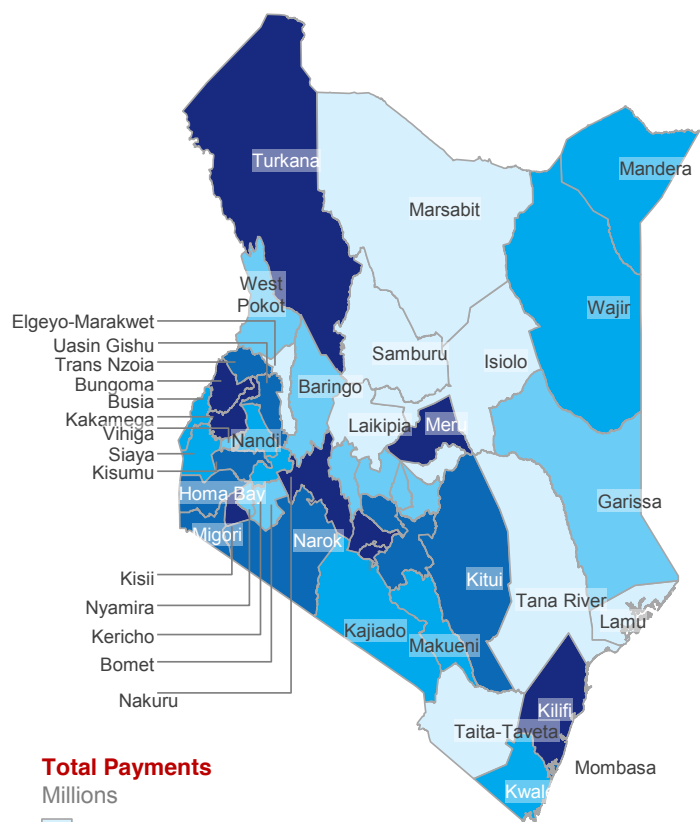 Turkana
Mandera
Marsabit
West
Pokot
Wajir
Elgeyo-Marakwet
Uasin Gishu
Trans Nzoia
Samburu
Isiolo
Bungoma
Baringo
Busia
Kakamega
Laikipia
Meru
Vihiga
Nandi
Siaya
Kisumu
Homa Bay
Garissa
Migori
Narok
Kisii
Kitui
Tana River
Nyamira
Lamu
Kericho
Kajiado
Makueni
Bomet
Nakuru
Kilifi
Taita-Taveta
Total Payments
Mombasa
Millions
Kwale